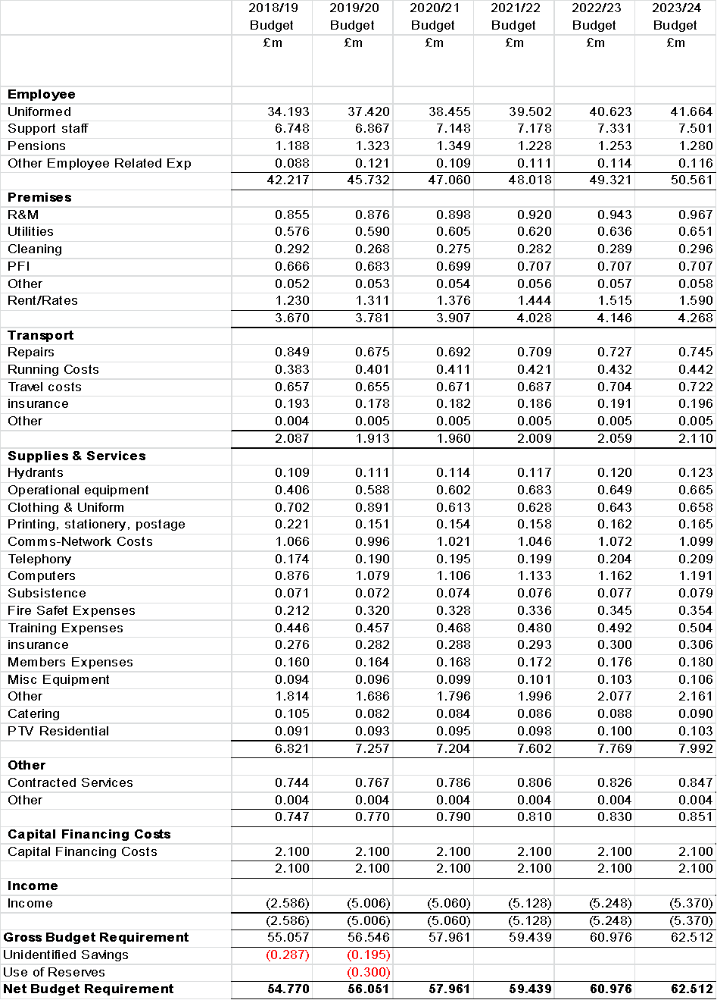 2018/19 2019/20 2020/21 2021/22 2022/23 2023/24
Budget Budget Budget Budget Budget Budget
£m £m £m £m £m £m
Employee
Uniformed 34.193 37.420 38.455 39.502 40.623 41.664
Support staff 6.748 6.867 7.148 7.178 7.331 7.501
Pensions 1.188 1.323 1.349 1.228 1.253 1.280
Other Employee Related Exp 0.088 0.121 0.109 0.111 0.114 0.116
42.217 45.732 47.060 48.018 49.321 50.561
Premises
R&M 0.855 0.876 0.898 0.920 0.943 0.967
Utilities 0.576 0.590 0.605 0.620 0.636 0.651
Cleaning 0.292 0.268 0.275 0.282 0.289 0.296
PFI 0.666 0.683 0.699 0.707 0.707 0.707
Other 0.052 0.053 0.054 0.056 0.057 0.058
Rent/Rates 1.230 1.311 1.376 1.444 1.515 1.590
3.670 3.781 3.907 4.028 4.146 4.268
Transport
Repairs 0.849 0.675 0.692 0.709 0.727 0.745
Running Costs 0.383 0.401 0.411 0.421 0.432 0.442
Travel costs 0.657 0.655 0.671 0.687 0.704 0.722
insurance 0.193 0.178 0.182 0.186 0.191 0.196
Other 0.004 0.005 0.005 0.005 0.005 0.005
2.087 1.913 1.960 2.009 2.059 2.110
Supplies & Services
Hydrants 0.109 0.111 0.114 0.117 0.120 0.123
Operational equipment 0.406 0.588 0.602 0.683 0.649 0.665
Clothing & Uniform 0.702 0.891 0.613 0.628 0.643 0.658
Printing, stationery, postage 0.221 0.151 0.154 0.158 0.162 0.165
Comms-Network Costs 1.066 0.996 1.021 1.046 1.072 1.099
Telephony 0.174 0.190 0.195 0.199 0.204 0.209
Computers 0.876 1.079 1.106 1.133 1.162 1.191
Subsistence 0.071 0.072 0.074 0.076 0.077 0.079
Fire Safet Expenses 0.212 0.320 0.328 0.336 0.345 0.354
Training Expenses 0.446 0.457 0.468 0.480 0.492 0.504
insurance 0.276 0.282 0.288 0.293 0.300 0.306
Members Expenses 0.160 0.164 0.168 0.172 0.176 0.180
Misc Equipment 0.094 0.096 0.099 0.101 0.103 0.106
Other 1.814 1.686 1.796 1.996 2.077 2.161
Catering 0.105 0.082 0.084 0.086 0.088 0.090
PTV Residential 0.091 0.093 0.095 0.098 0.100 0.103
6.821 7.257 7.204 7.602 7.769 7.992
Other
Contracted Services 0.744 0.767 0.786 0.806 0.826 0.847
Other 0.004 0.004 0.004 0.004 0.004 0.004
0.747 0.770 0.790 0.810 0.830 0.851
Capital Financing Costs
Capital Financing Costs 2.100 2.100 2.100 2.100 2.100 2.100
2.100 2.100 2.100 2.100 2.100 2.100
Income
Income (2.586) (5.006) (5.060) (5.128) (5.248) (5.370)
(2.586) (5.006) (5.060) (5.128) (5.248) (5.370)
Gross Budget Requirement 55.057 56.546 57.961 59.439 60.976 62.512
Unidentified Savings (0.287) (0.195)
Use of Reserves (0.300)
Net Budget Requirement 54.770 56.051 57.961 59.439 60.976 62.512